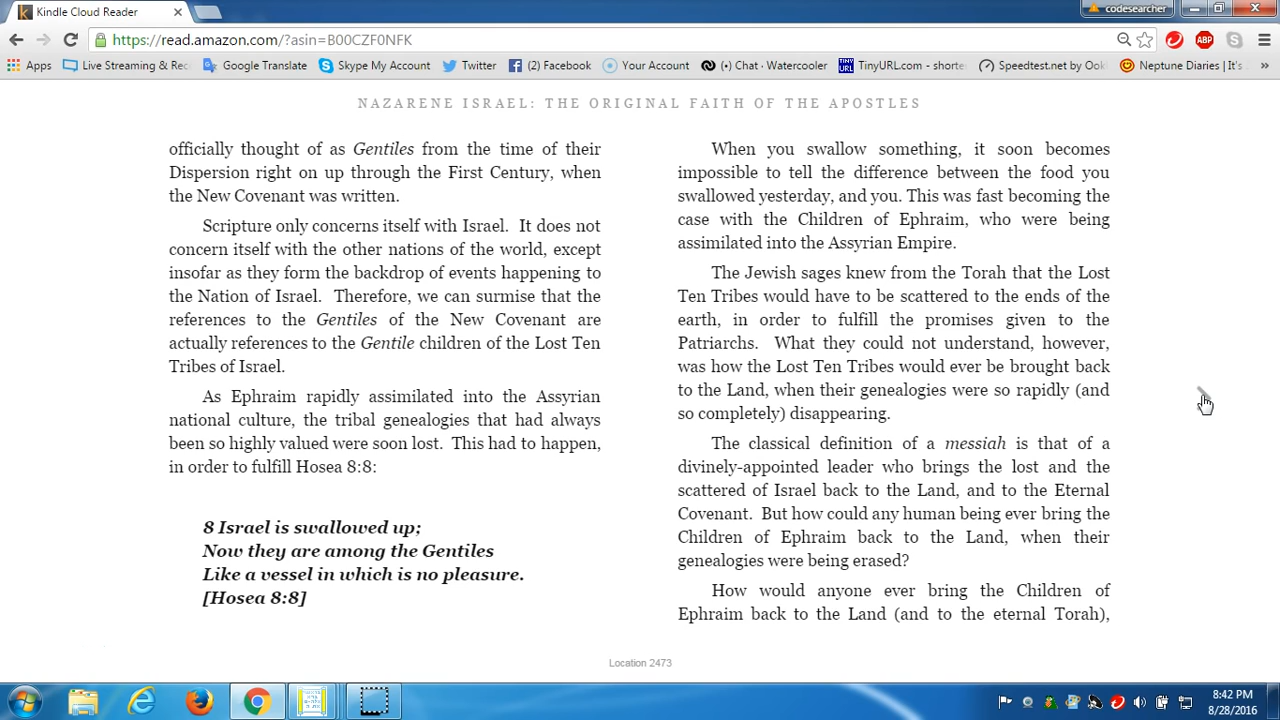 Kindle Cloud Reader
codesearcher
https://read.amazon.com/?asin=B00CZF0NFK
ABP
Apps
Live Streaming & Rec
Google Translate
Skype My Account
Twitter
(2) Facebook
Your Account
(•) Chat · Watercooler
TINY URL
TinyURL.com - shorte
Speedtest.net by Ook
Neptune Diaries | It's
»
NAZARENE ISRAEL: THE ORIGINAL FAITH OF THE APOSTLES
officially thought of as Gentiles from the time of their
Dispersion right on up through the First Century, when
the New Covenant was written.
Scripture only concerns itself with Israel. It does not
concern itself with the other nations of the world, except
insofar as they form the backdrop of events happening to
the Nation of Israel. Therefore, we can surmise that the
references to the Gentiles of the New Covenant are
actually references to the Gentile children of the Lost Ten
Tribes of Israel.
As Ephraim rapidly assimilated into the Assyrian
national culture, the tribal genealogies that had always
been so highly valued were soon lost. This had to happen,
in order to fulfill Hosea 8:8:
8 Israel is swallowed up;
Now they are among the Gentiles
Like a vessel in which is no pleasure.
[Hosea 8:8]
When you swallow something, it soon becomes
impossible to tell the difference between the food you
swallowed yesterday, and you. This was fast becoming the
case with the Children of Ephraim, who were being
assimilated into the Assyrian Empire.
The Jewish sages knew from the Torah that the Lost
Ten Tribes would have to be scattered to the ends of the
earth, in order to fulfill the promises given to the
Patriarchs. What they could not understand, however,
was how the Lost Ten Tribes would ever be brought back
to the Land, when their genealogies were so rapidly (and
so completely) disappearing.
The classical definition of a messiah is that of a
divinely-appointed leader who brings the lost and the
scattered of Israel back to the Land, and to the Eternal
Covenant. But how could any human being ever bring the
Children of Ephraim back to the Land, when their
genealogies were being erased?
How would anyone ever bring the Children of
Ephraim back to the Land (and to the eternal Torah),
Location 2473
8:42 PM
8/28/2016